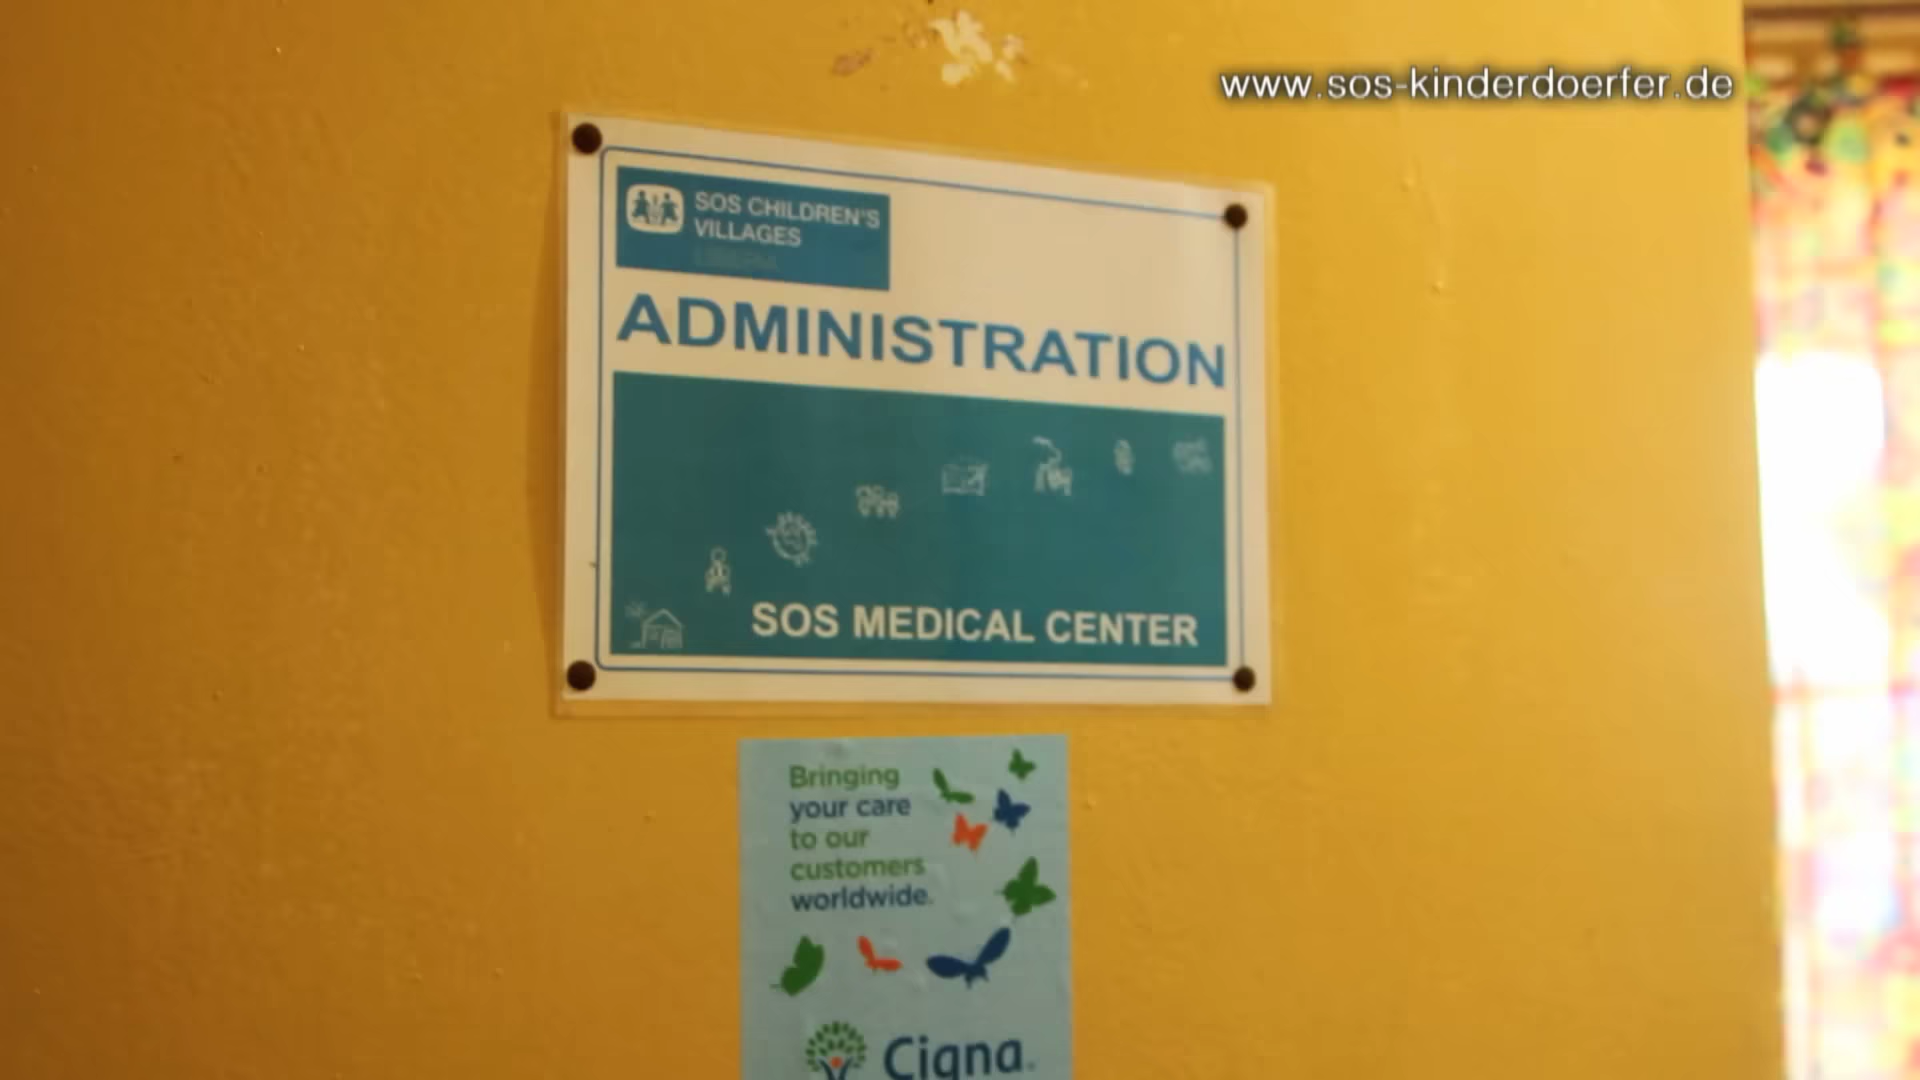 www.sos-kinderdoerfer.de
SOS CHILDREN'S
VILLAGES
ADMINISTRATION
SOS MEDICAL CENTER
Bringing
your care
to our
customers
worldwide.
Cigna